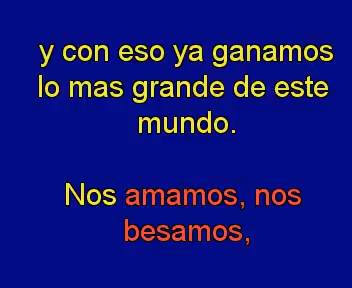 y con eso ya ganamos
lo mas grande de este
mundo.
Nos amamos, nos
besamos,